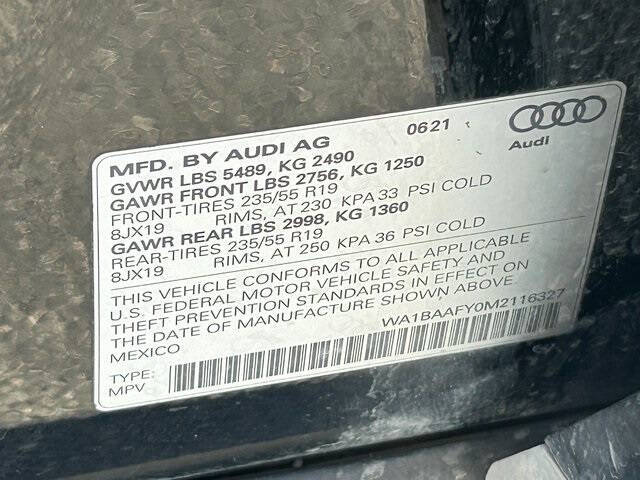 MFD. BY AUDI AG 0621 Audi
GVWR LBS 5489, KG 2490
GAWR FRONT LBS 2756, KG 1250
FRONT-TIRES 235/55 R19
8JX19 RIMS, AT 230 KPA 33 PSI COLD
GAWR REAR LBS 2998, KG 1360
REAR-TIRES 235/55 R19
8JX19 RIMS, AT 250 KPA 36 PSI COLD
THIS VEHICLE CONFORMS TO ALL APPLICABLE
U.S. FEDERAL MOTOR VEHICLE SAFETY AND
THEFT PREVENTION STANDARDS IN EFFECT ON
THE DATE OF MANUFACTURE SHOWN ABOVE.
MEXICO WA1BAAFY0M2116327
TYPE:
MPV